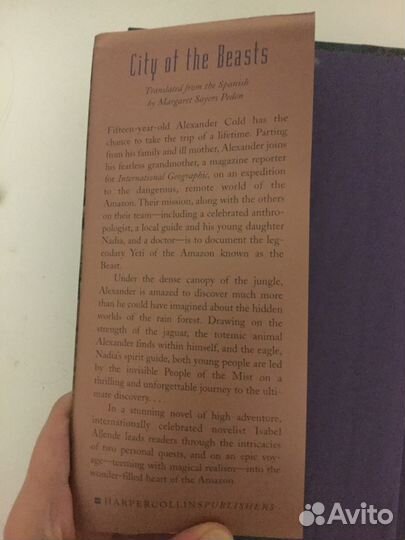 City of the Beasts
Translated from the Spanish
by Margaret Sayers Peden
Fifteen-year-old Alexander Cold has the
chance to take the trip of a lifetime. Parting
from his family and ill mother, Alexander joins
his fearless grandmother, a magazine reporter
for International Geographic, on an expedition
to the dangerous, remote world of the
Amazon. Their mission, along with the others
on their team—including a celebrated anthro-
pologist, a local guide and his young daughter
Nadia, and a doctor—is to document the leg-
endary Yeti of the Amazon known as the
Beast.
Under the dense canopy of the jungle,
Alexander is amazed to discover much more
than he could have imagined about the hidden
worlds of the rain forest. Drawing on the
strength of the jaguar, the totemic animal
Alexander finds within himself, and the eagle,
Nadia's spirit guide, both young people are led
by the invisible People of the Mist on a
thrilling and unforgettable journey to the ulti-
mate discovery. . . .
In a stunning novel of high adventure,
internationally celebrated novelist Isabel
Allende leads readers through the intricacies
of two personal quests, and on an epic voy-
age—teeming with magical realism—into the
wonder-filled heart of the Amazon.
HARPERCOLLINSPUBLISHERS
Avito